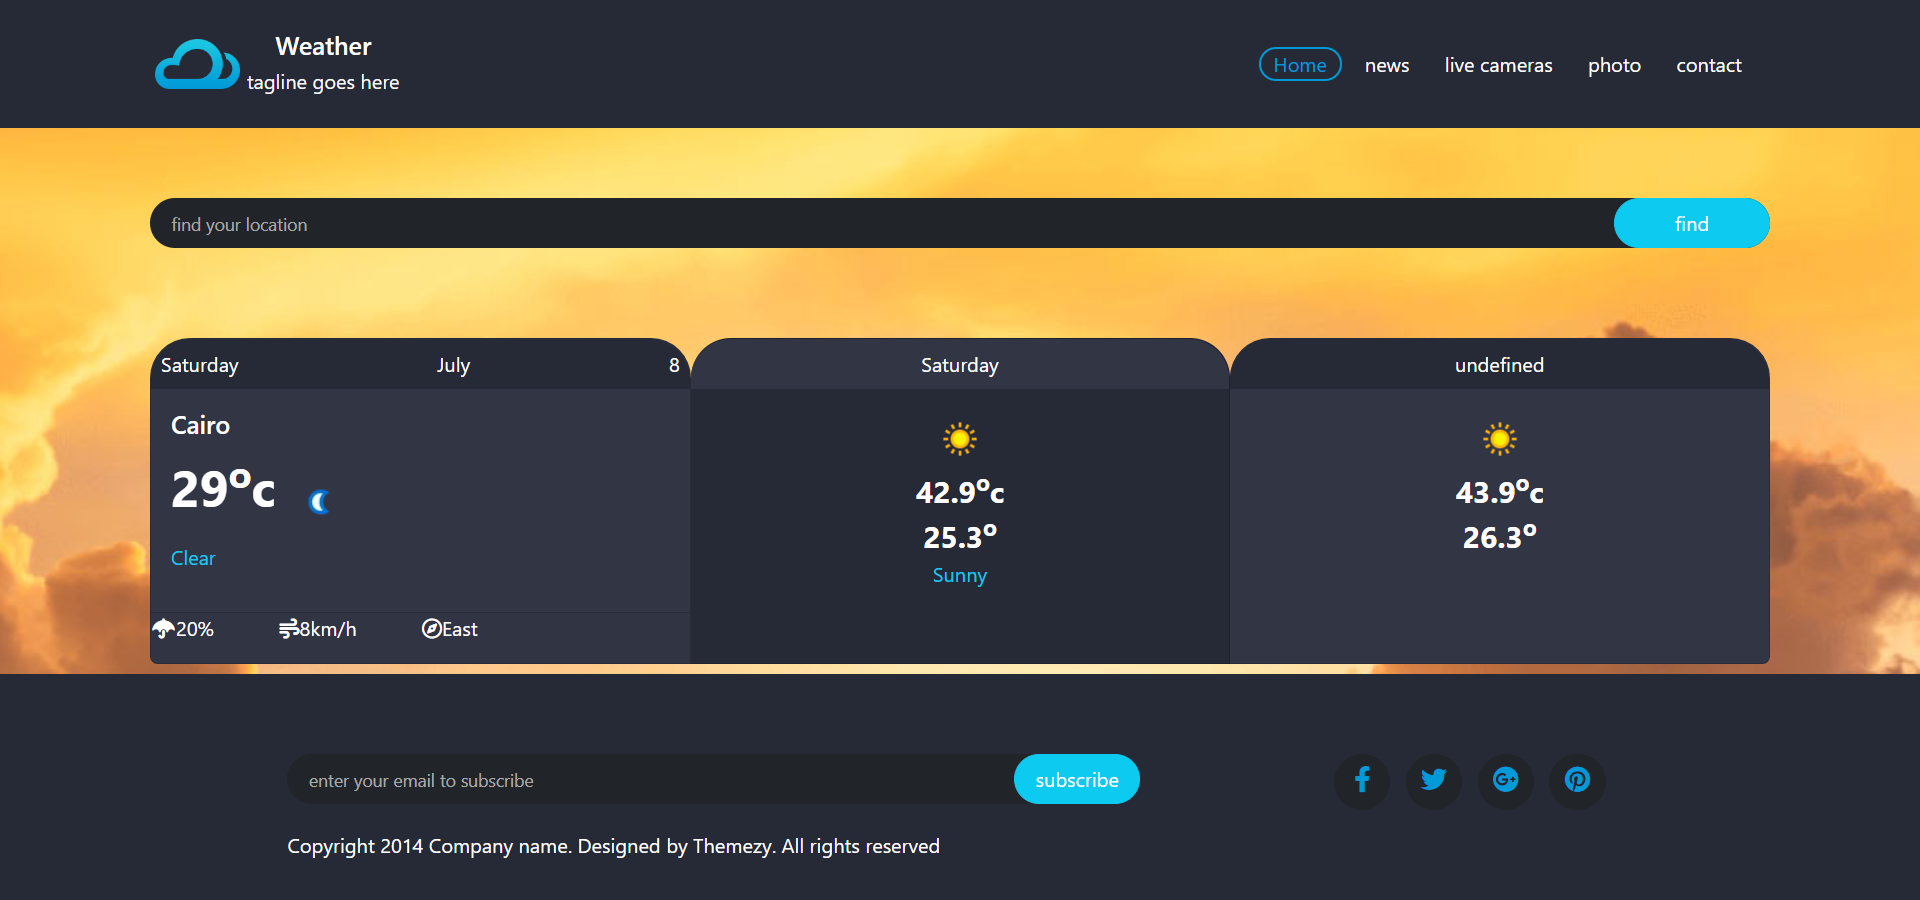 Weather
tagline goes here
Home news live cameras photo contact
find your location find
Saturday July 8 Saturday undefined
Cairo
29°c
Clear
20% 8km/h East
42.9°c
25.3°
Sunny
43.9°c
26.3°
enter your email to subscribe subscribe
Copyright 2014 Company name. Designed by Themezy. All rights reserved